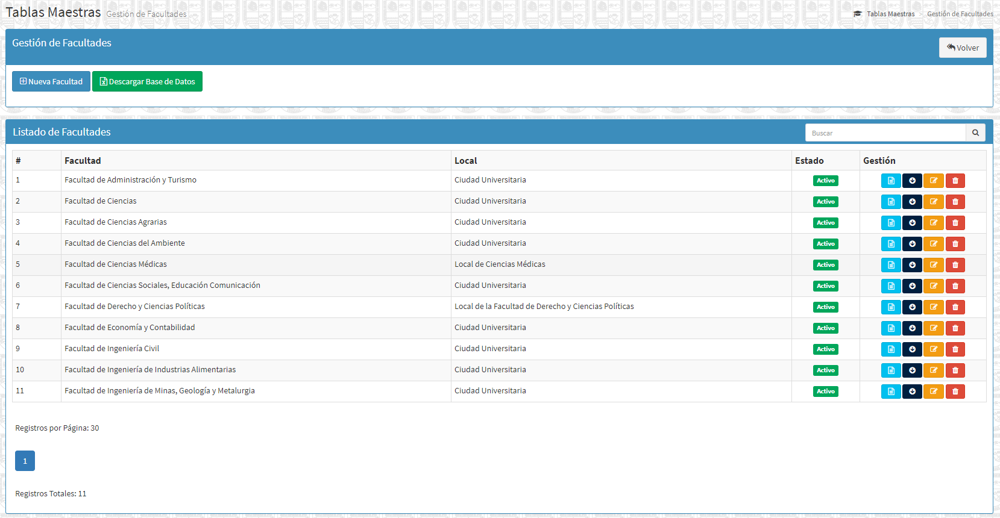 Tablas Maestras Gestión de Facultades
Tablas Maestras > Gestión de Facultades
Gestión de Facultades
Volver
Nueva Facultad Descargar Base de Datos
Listado de Facultades
Buscar
# Facultad Local Estado Gestión
1 Facultad de Administración y Turismo Ciudad Universitaria Activo
2 Facultad de Ciencias Ciudad Universitaria Activo
3 Facultad de Ciencias Agrarias Ciudad Universitaria Activo
4 Facultad de Ciencias del Ambiente Ciudad Universitaria Activo
5 Facultad de Ciencias Médicas Local de Ciencias Médicas Activo
6 Facultad de Ciencias Sociales, Educación Comunicación Ciudad Universitaria Activo
7 Facultad de Derecho y Ciencias Políticas Local de la Facultad de Derecho y Ciencias Políticas Activo
8 Facultad de Economía y Contabilidad Ciudad Universitaria Activo
9 Facultad de Ingeniería Civil Ciudad Universitaria Activo
10 Facultad de Ingeniería de Industrias Alimentarias Ciudad Universitaria Activo
11 Facultad de Ingeniería de Minas, Geología y Metalurgia Ciudad Universitaria Activo
Registros por Página: 30
1
Registros Totales: 11